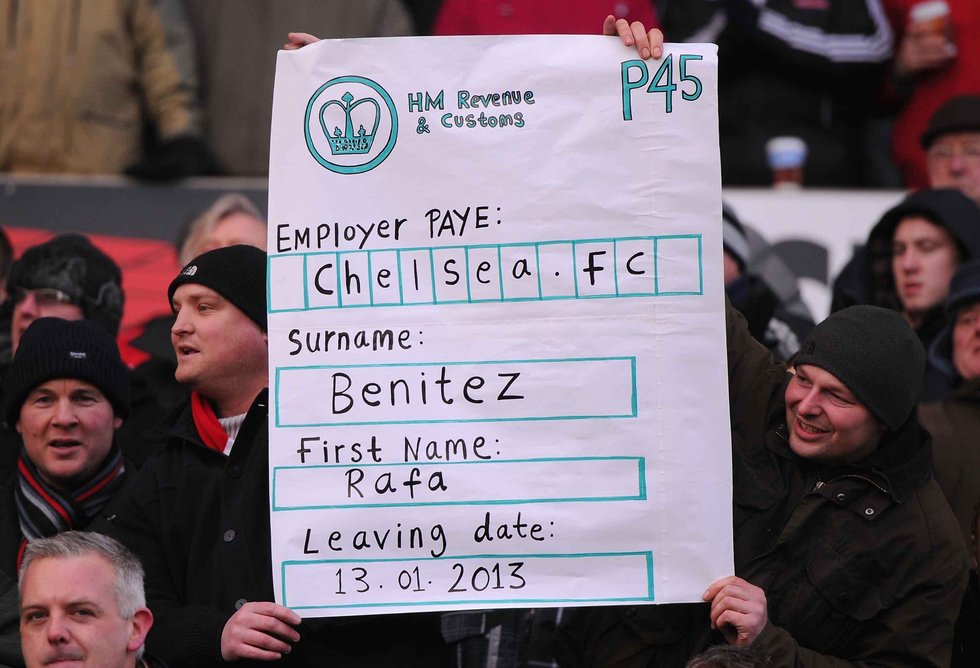 HM Revenue
& Customs
P45
Employer PAYE:
Chelsea.FC
Surname:
Benitez
First Name:
Rafa
Leaving date:
13.01.2013